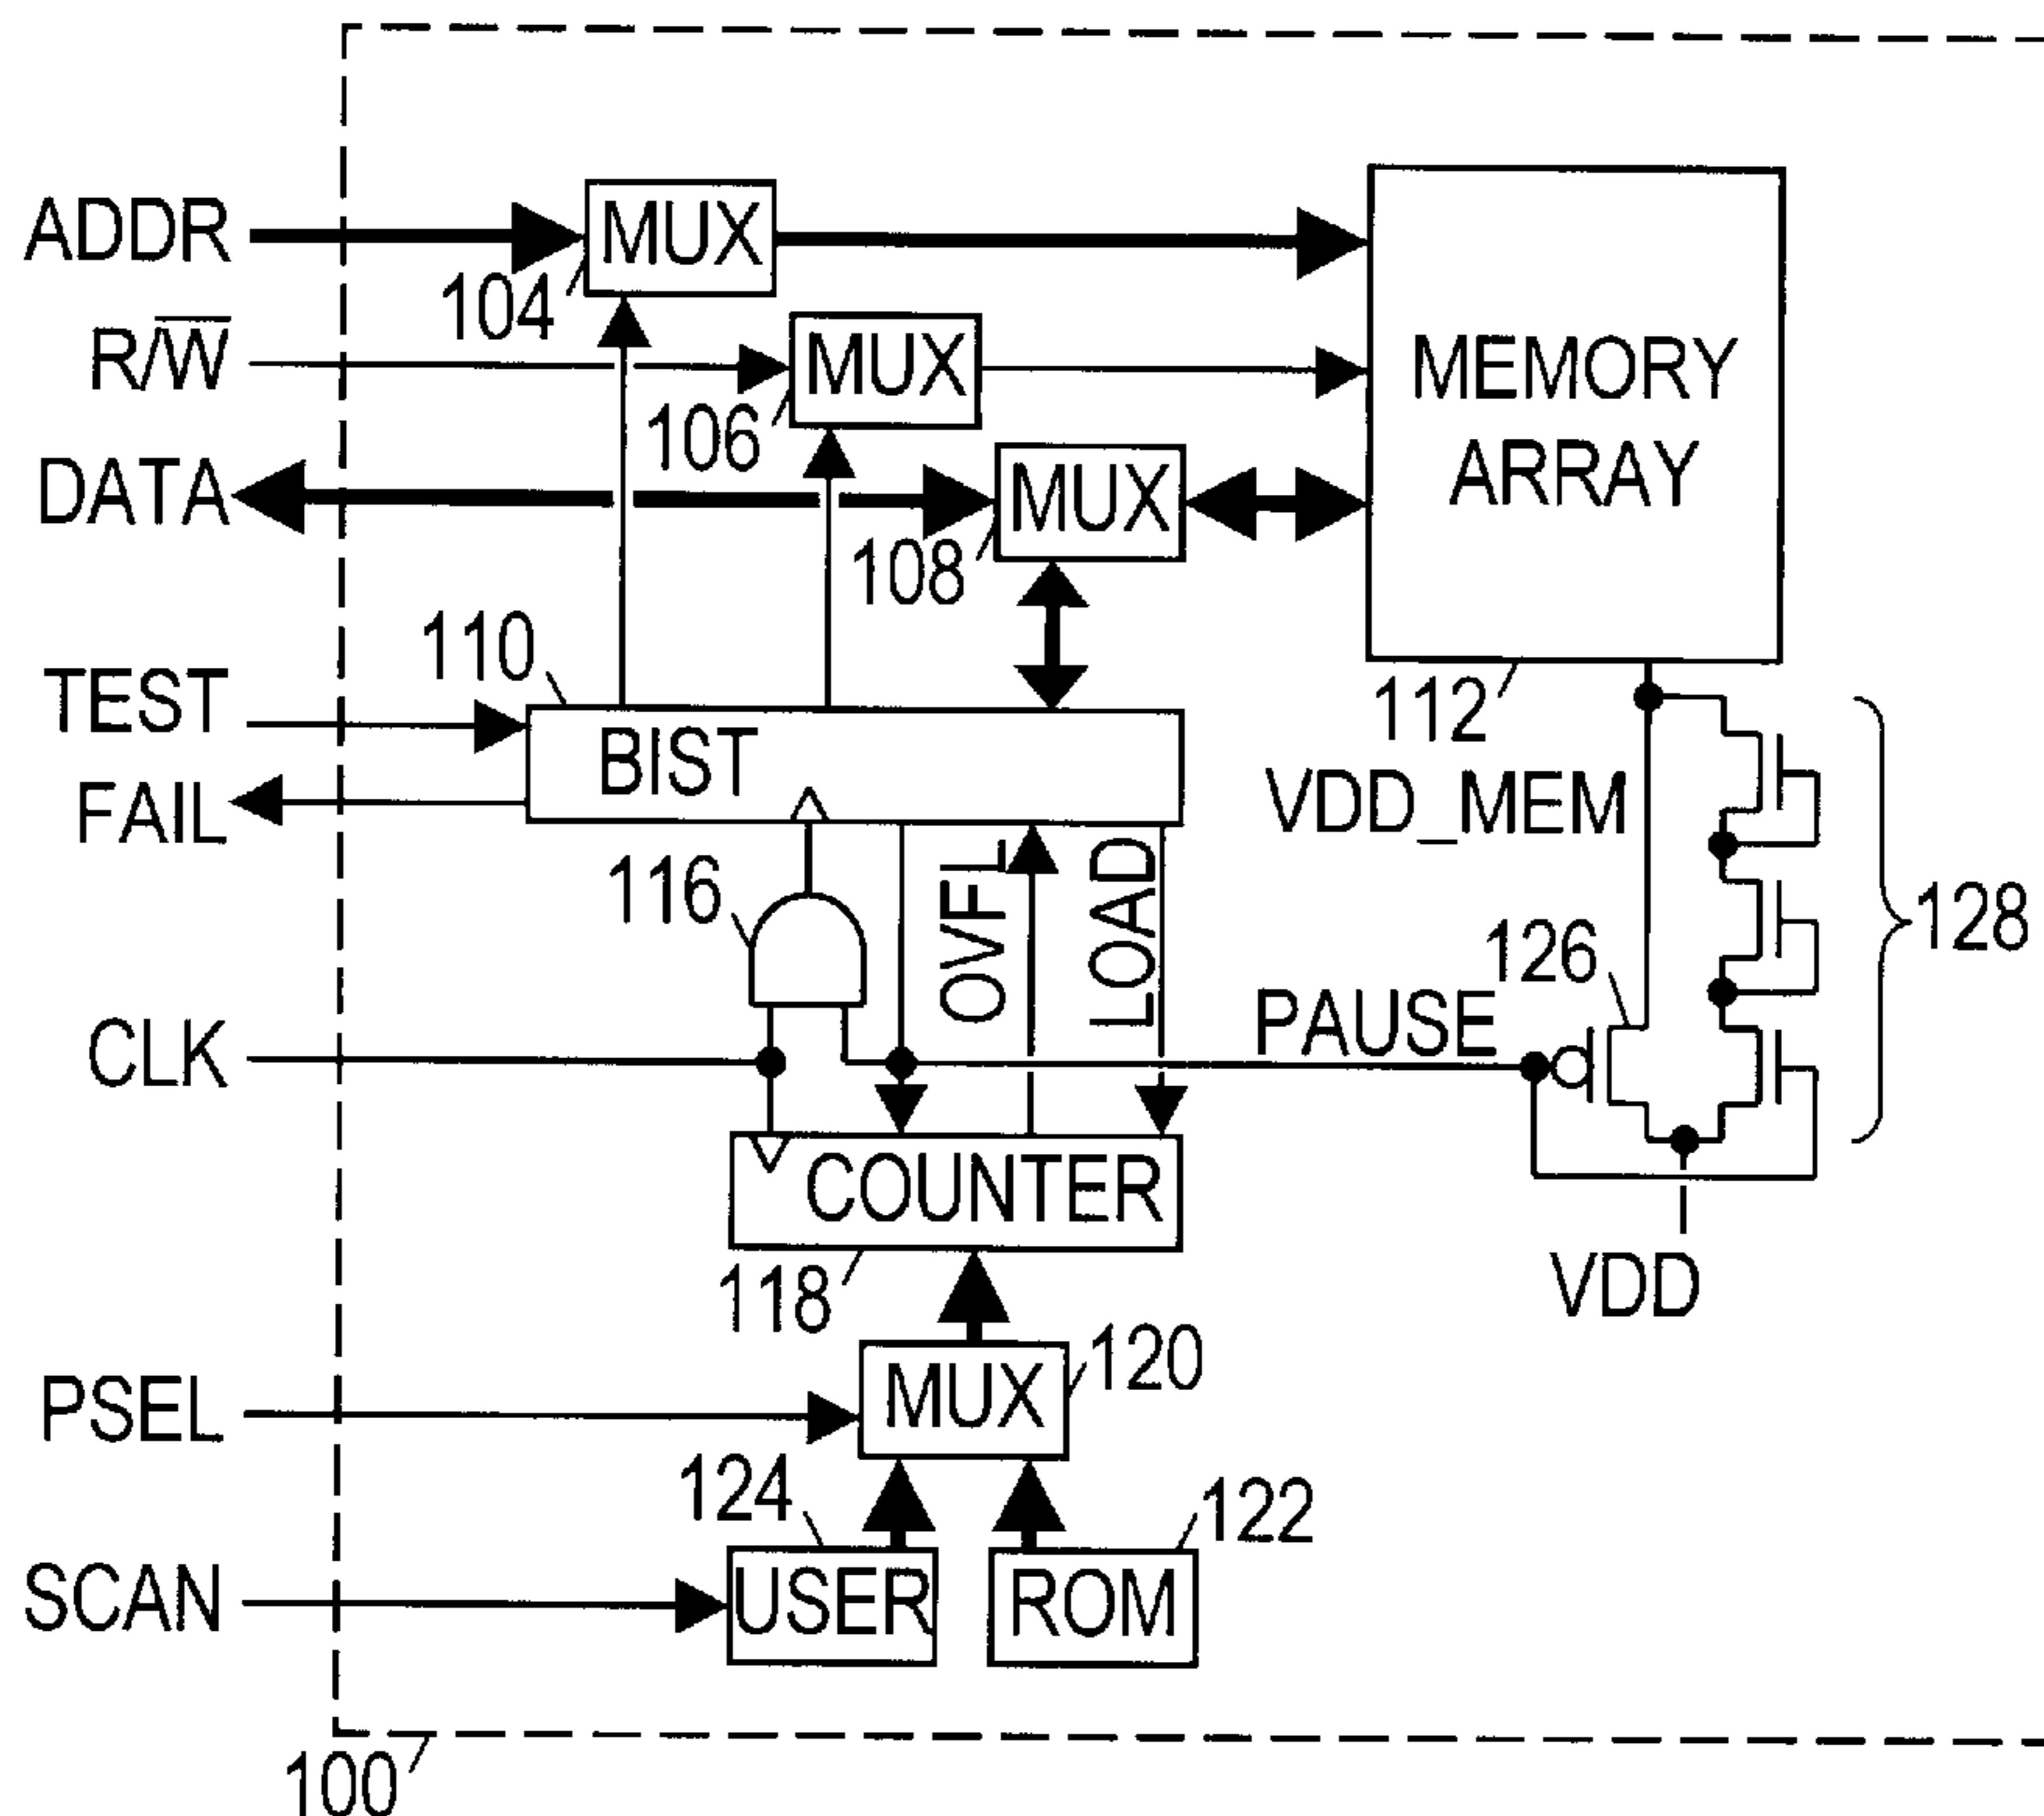 ADDR
MUX
104
R/W̅
MUX
106
MEMORY
ARRAY
DATA
MUX
108
110
TEST
BIST
FAIL
112
VDD_MEM
116
OVFL
LOAD
128
126
CLK
PAUSE
COUNTER
118
VDD
PSEL
MUX
120
124
122
SCAN
USER
ROM
100